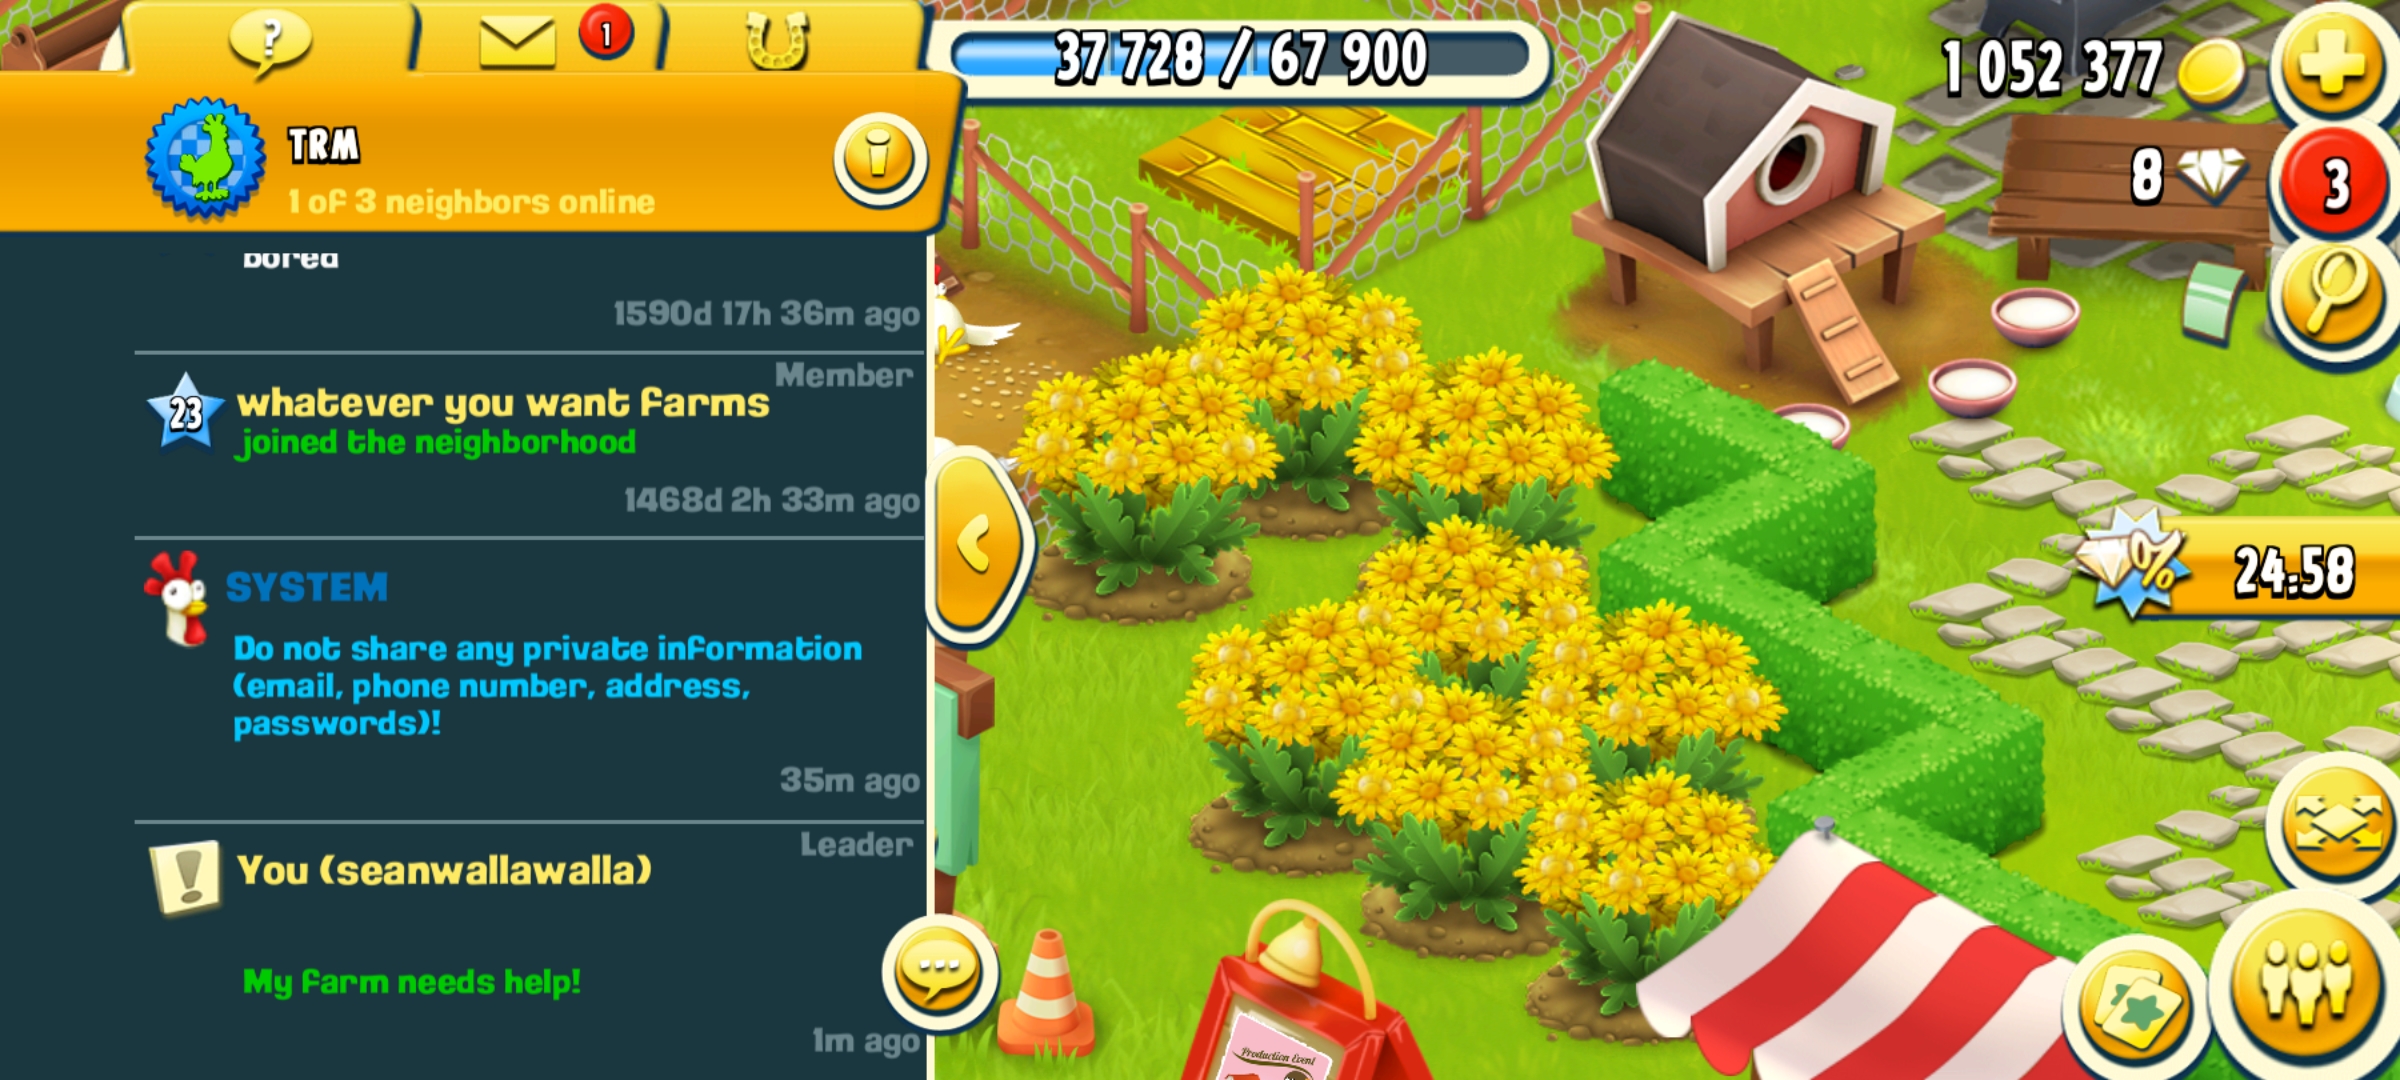 ?
1
37 728 / 67 900
1 052 377
TRM
1 of 3 neighbors online
i
8
3
bored
1590d 17h 36m ago
Member
23
whatever you want farms
joined the neighborhood
1468d 2h 33m ago
SYSTEM
Do not share any private information
(email, phone number, address,
passwords)!
35m ago
%
24:58
Leader
!
You (seanwallawalla)
My farm needs help!
1m ago
Production Event